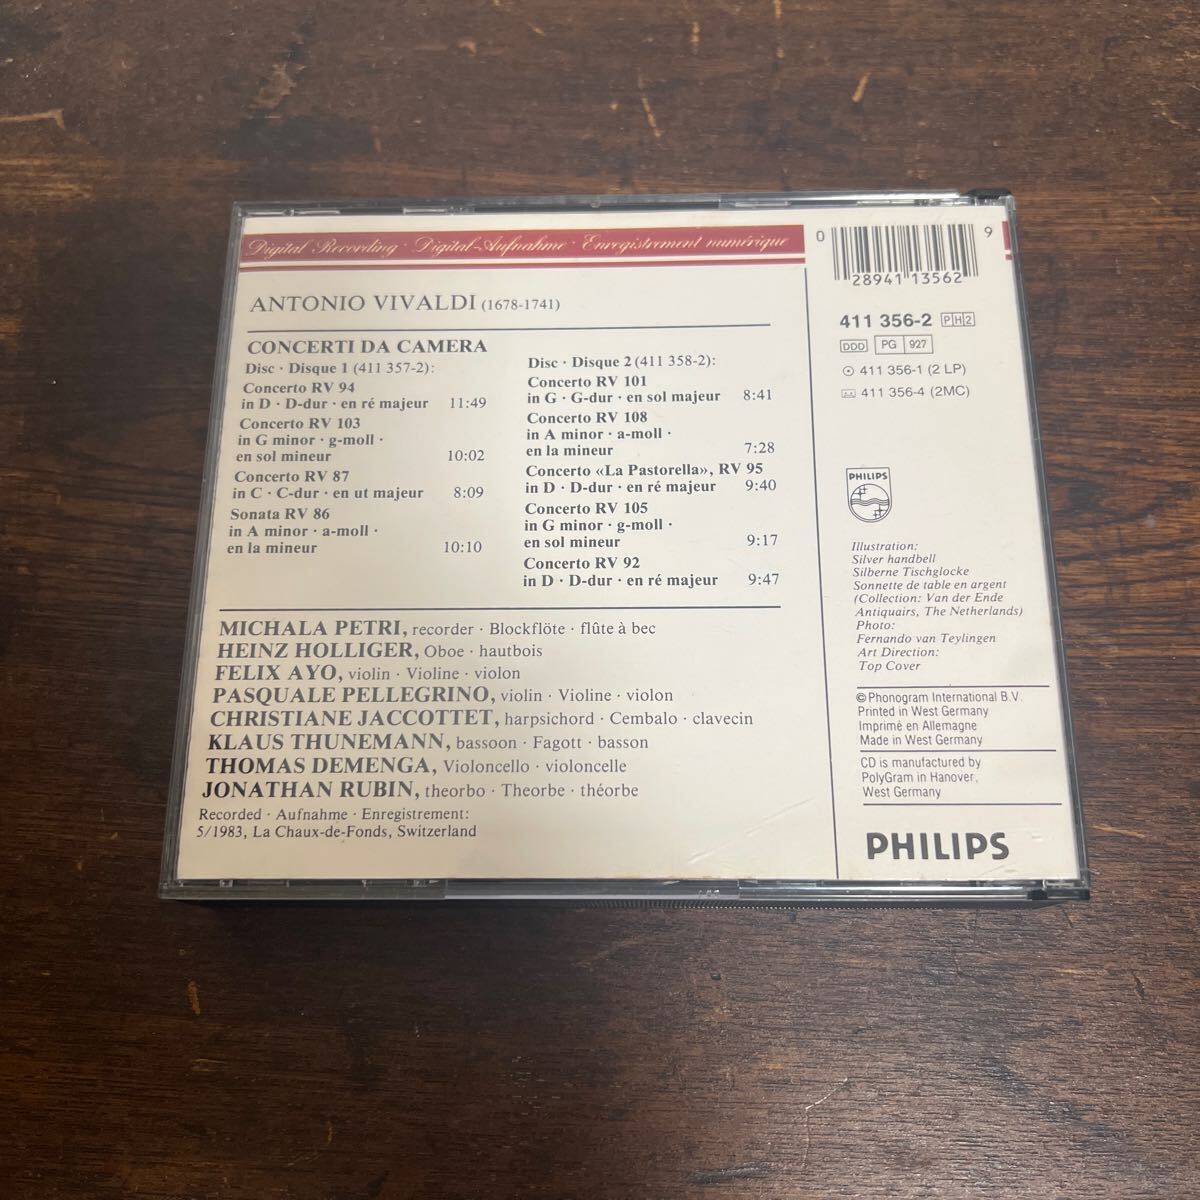 Digital Recording · Digital-Aufnahme · Enregistrement numérique
ANTONIO VIVALDI (1678-1741)
CONCERTI DA CAMERA
Disc · Disque 1 (411 357-2):
Concerto RV 94
in D · D-dur · en ré majeur 11:49
Concerto RV 103
in G minor · g-moll ·
en sol mineur 10:02
Concerto RV 87
in C · C-dur · en ut majeur 8:09
Sonata RV 86
in A minor · a-moll ·
en la mineur 10:10
Disc · Disque 2 (411 358-2):
Concerto RV 101
in G · G-dur · en sol majeur 8:41
Concerto RV 108
in A minor · a-moll ·
en la mineur 7:28
Concerto «La Pastorella», RV 95
in D · D-dur · en ré majeur 9:40
Concerto RV 105
in G minor · g-moll ·
en sol mineur 9:17
Concerto RV 92
in D · D-dur · en ré majeur 9:47
MICHALA PETRI, recorder · Blockflöte · flûte à bec
HEINZ HOLLIGER, Oboe · hautbois
FELIX AYO, violin · Violine · violon
PASQUALE PELLEGRINO, violin · Violine · violon
CHRISTIANE JACCOTTET, harpsichord · Cembalo · clavecin
KLAUS THUNEMANN, bassoon · Fagott · basson
THOMAS DEMENGA, Violoncello · violoncelle
JONATHAN RUBIN, theorbo · Theorbe · théorbe
Recorded · Aufnahme · Enregistrement:
5/1983, La Chaux-de-Fonds, Switzerland
0 28941 13562 9
411 356-2 PH2
DDD PG 927
411 356-1 (2 LP)
411 356-4 (2MC)
PHILIPS
Illustration:
Silver handbell
Silberne Tischglocke
Sonnette de table en argent
(Collection: Van der Ende
Antiquairs, The Netherlands)
Photo:
Fernando van Teylingen
Art Direction:
Top Cover
© Phonogram International B.V.
Printed in West Germany
Imprimé en Allemagne
Made in West Germany
CD is manufactured by
PolyGram in Hanover,
West Germany
PHILIPS